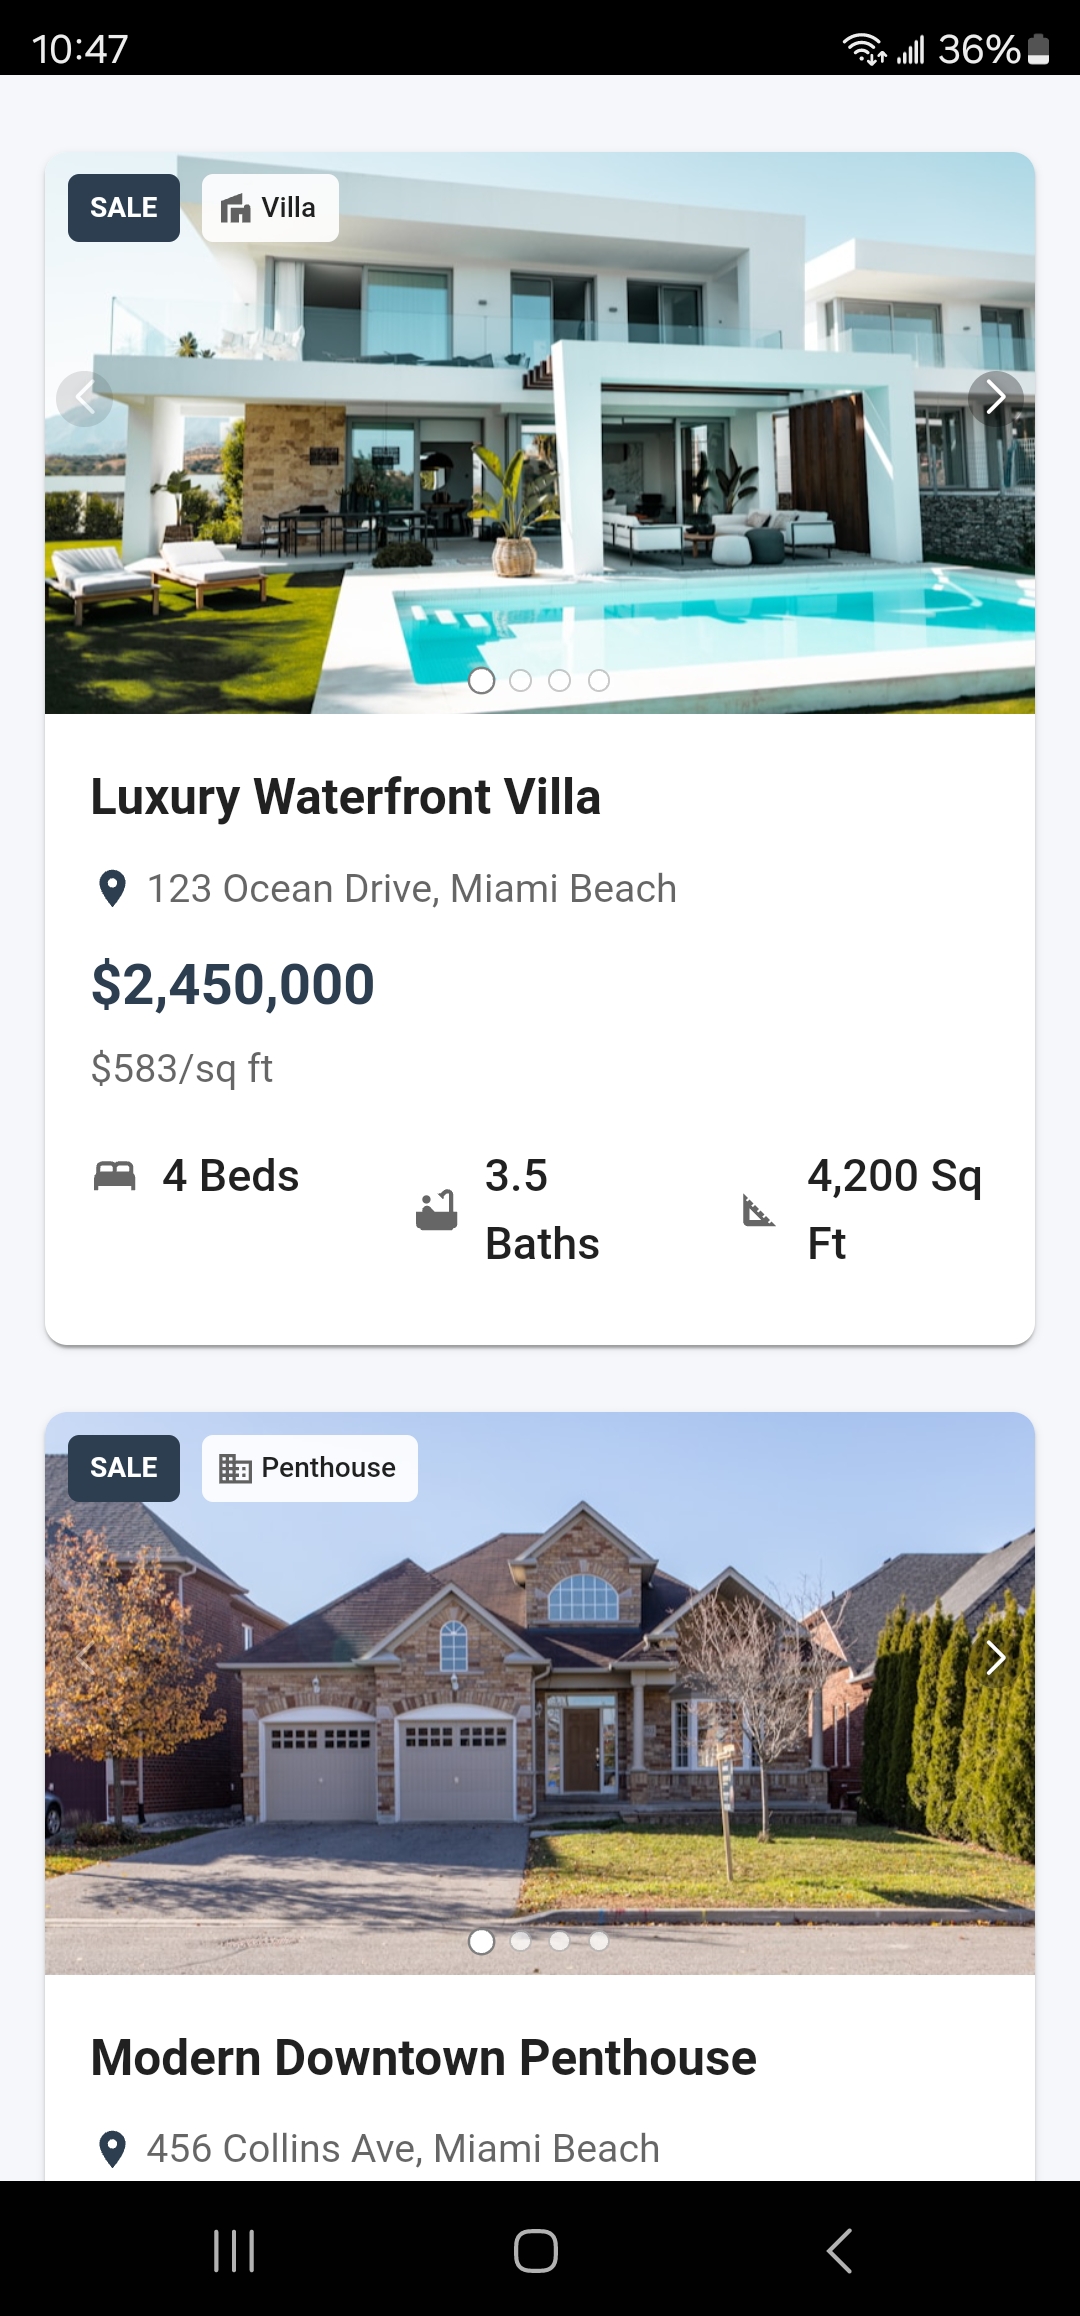 10:47
36%
SALE
Villa
Luxury Waterfront Villa
123 Ocean Drive, Miami Beach
$2,450,000
$583/sq ft
4 Beds
3.5
Baths
4,200 Sq
Ft
SALE
Penthouse
Modern Downtown Penthouse
456 Collins Ave, Miami Beach